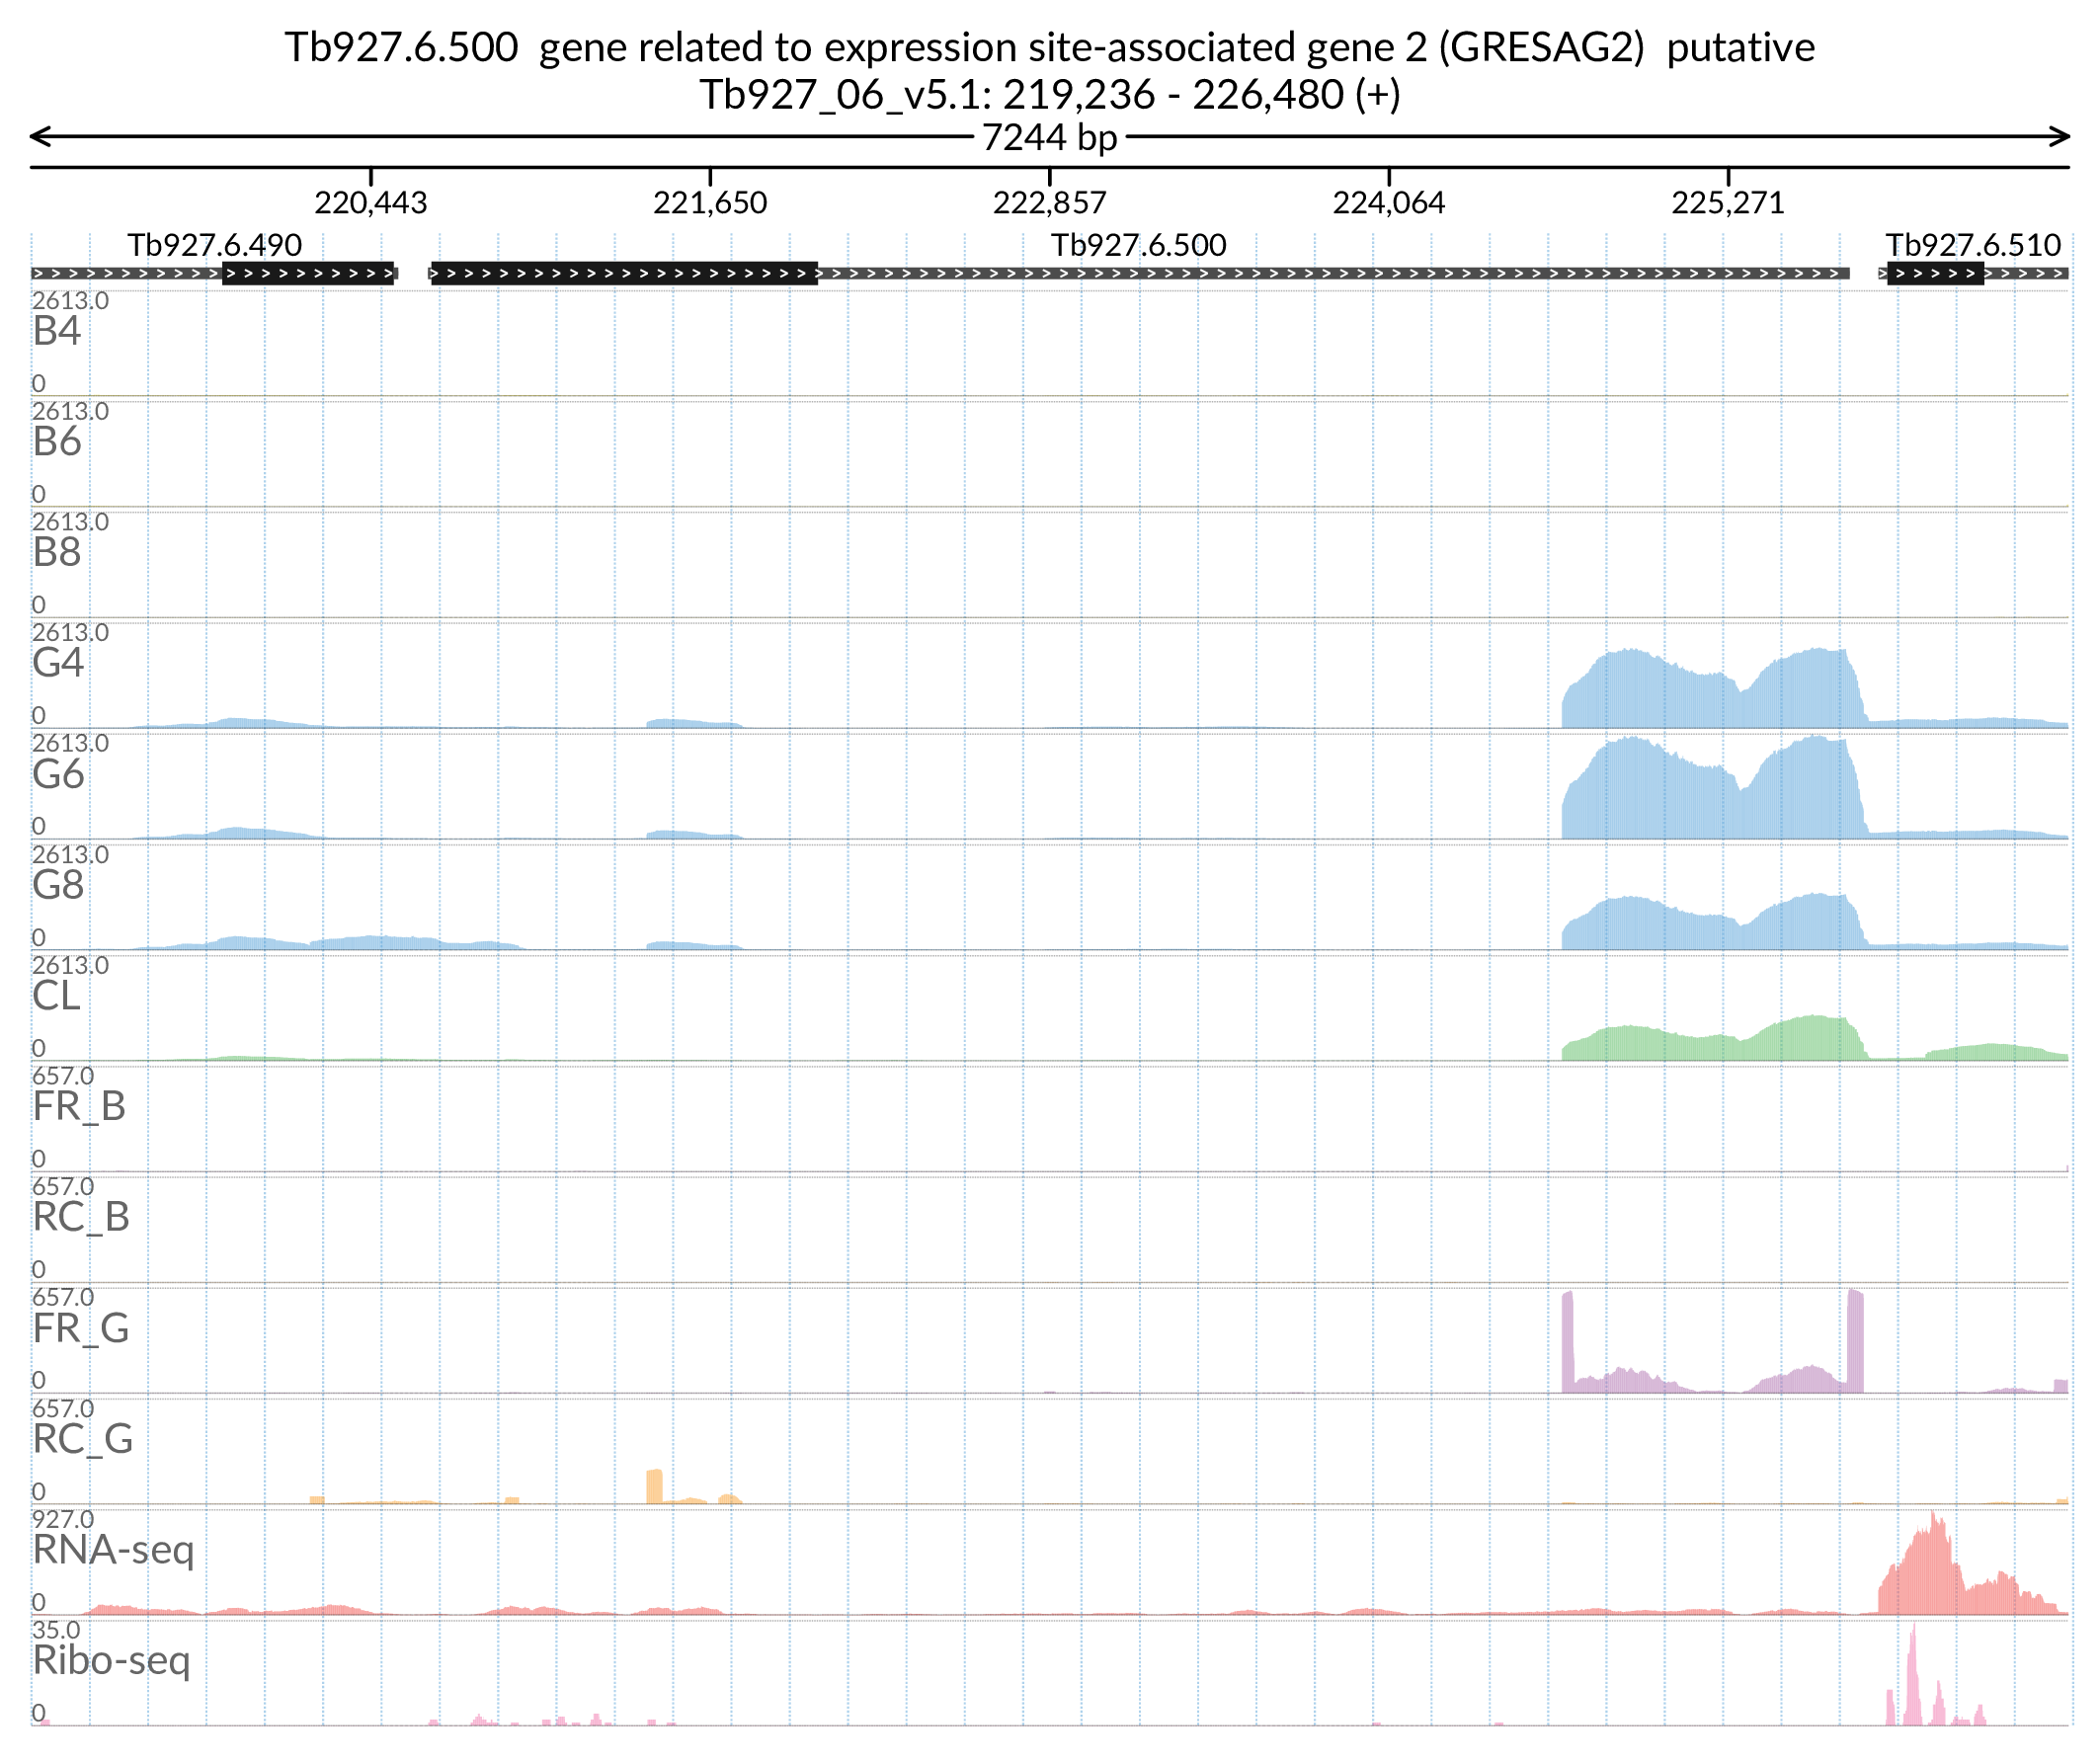 Tb927.6.500 gene related to expression site-associated gene 2 (GRESAG2) putative
Tb927_06_v5.1: 219,236 - 226,480 (+)
7244 bp
220,443 221,650 222,857 224,064 225,271
Tb927.6.490 Tb927.6.500 Tb927.6.510
2613.0
B4
0
2613.0
B6
0
2613.0
B8
0
2613.0
G4
0
2613.0
G6
0
2613.0
G8
0
2613.0
CL
0
657.0
FR_B
0
657.0
RC_B
0
657.0
FR_G
0
657.0
RC_G
0
927.0
RNA-seq
0
35.0
Ribo-seq
0